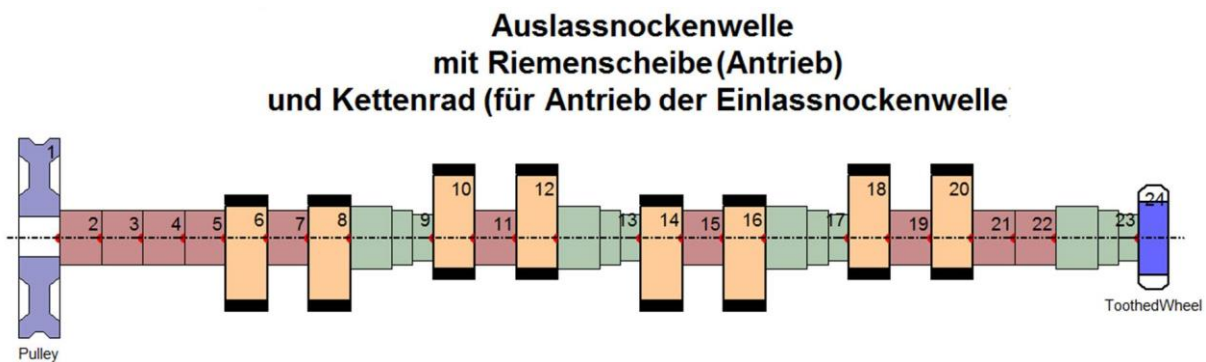 Auslassnockenwelle
mit Riemenscheibe (Antrieb)
und Kettenrad (für Antrieb der Einlassnockenwelle
1 2 3 4 5 6 7 8 9 10 11 12 13 14 15 16 17 18 19 20 21 22 23 24
ToothedWheel
Pulley